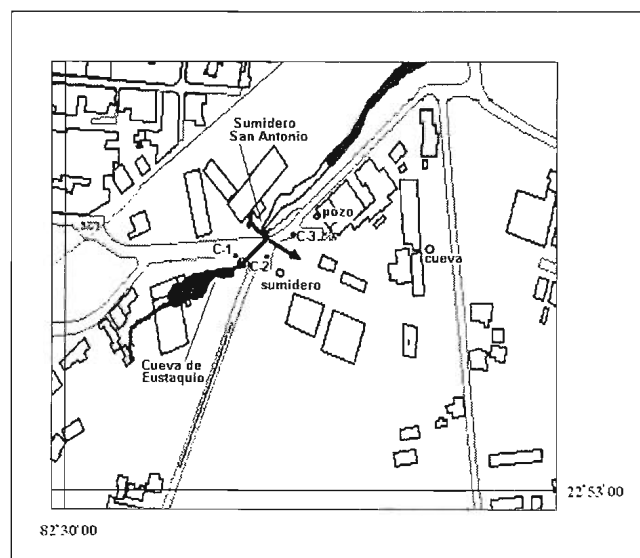 Sumidero
San Antonio
pozo
C-1
C-3
C-2
cueva
sumidero
Cueva de
Eustaquio
22°53'00
82°30'00